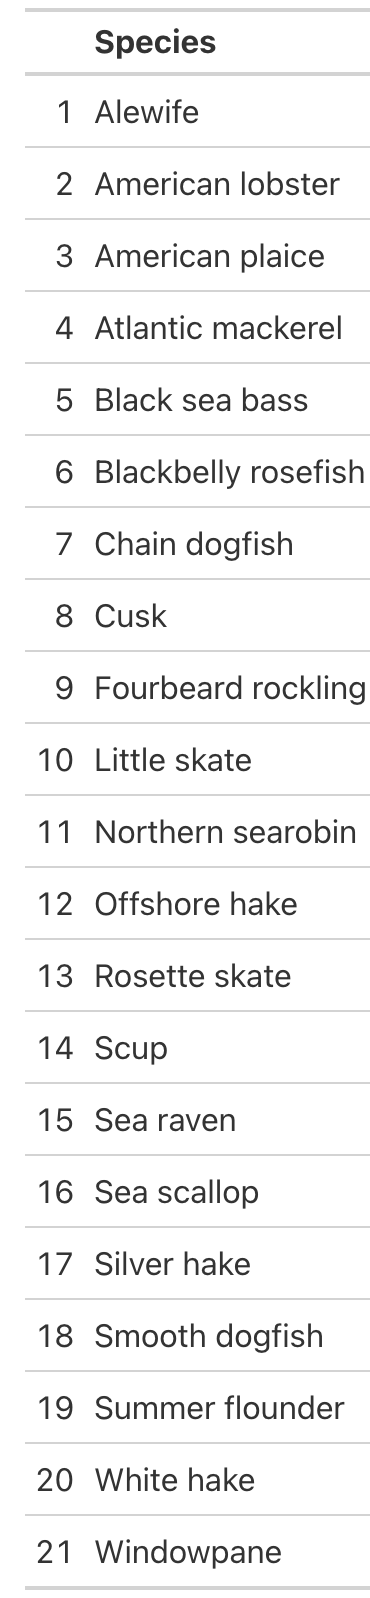 Species
1 Alewife
2 American lobster
3 American plaice
4 Atlantic mackerel
5 Black sea bass
6 Blackbelly rosefish
7 Chain dogfish
8 Cusk
9 Fourbeard rockling
10 Little skate
11 Northern searobin
12 Offshore hake
13 Rosette skate
14 Scup
15 Sea raven
16 Sea scallop
17 Silver hake
18 Smooth dogfish
19 Summer flounder
20 White hake
21 Windowpane